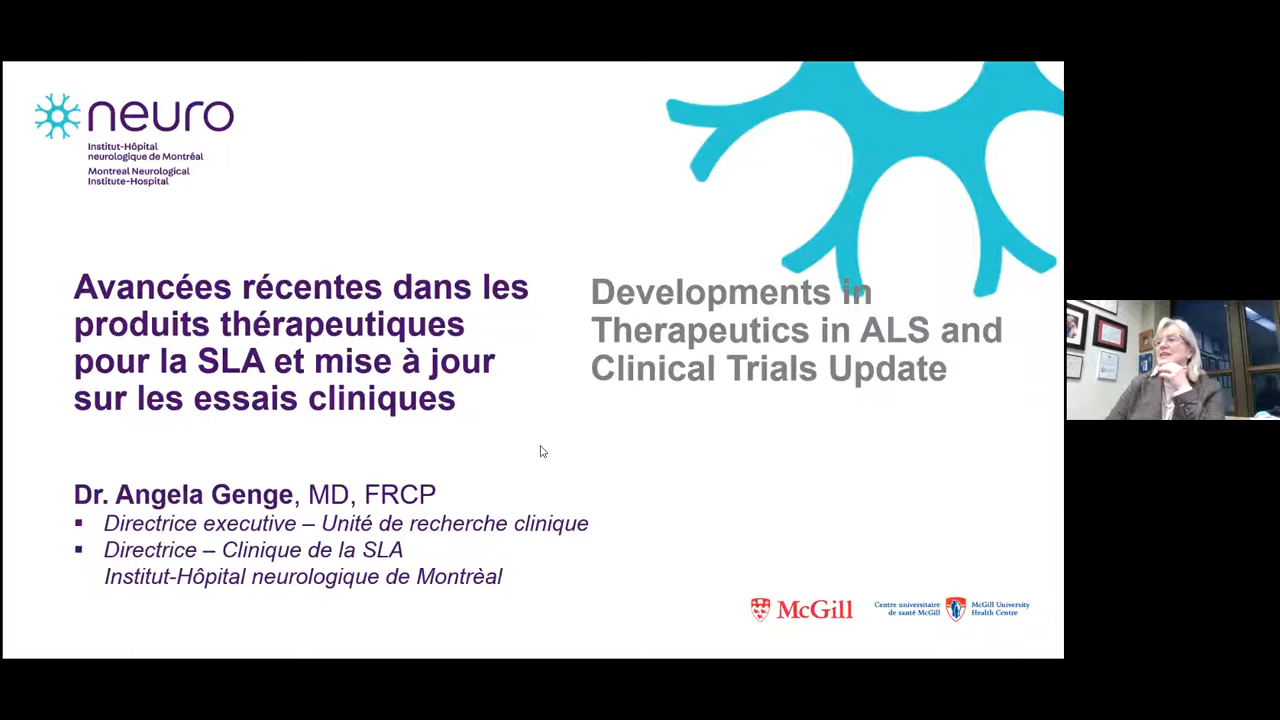 neuro
Institut-Hôpital
neurologique de Montréal
Montreal Neurological
Institute-Hospital
Avancées récentes dans les
produits thérapeutiques
pour la SLA et mise à jour
sur les essais cliniques
Developments in
Therapeutics in ALS and
Clinical Trials Update
Dr. Angela Genge, MD, FRCP
▪ Directrice executive – Unité de recherche clinique
▪ Directrice – Clinique de la SLA
Institut-Hôpital neurologique de Montrèal
McGill
Centre universitaire
de santé McGill
McGill University
Health Centre